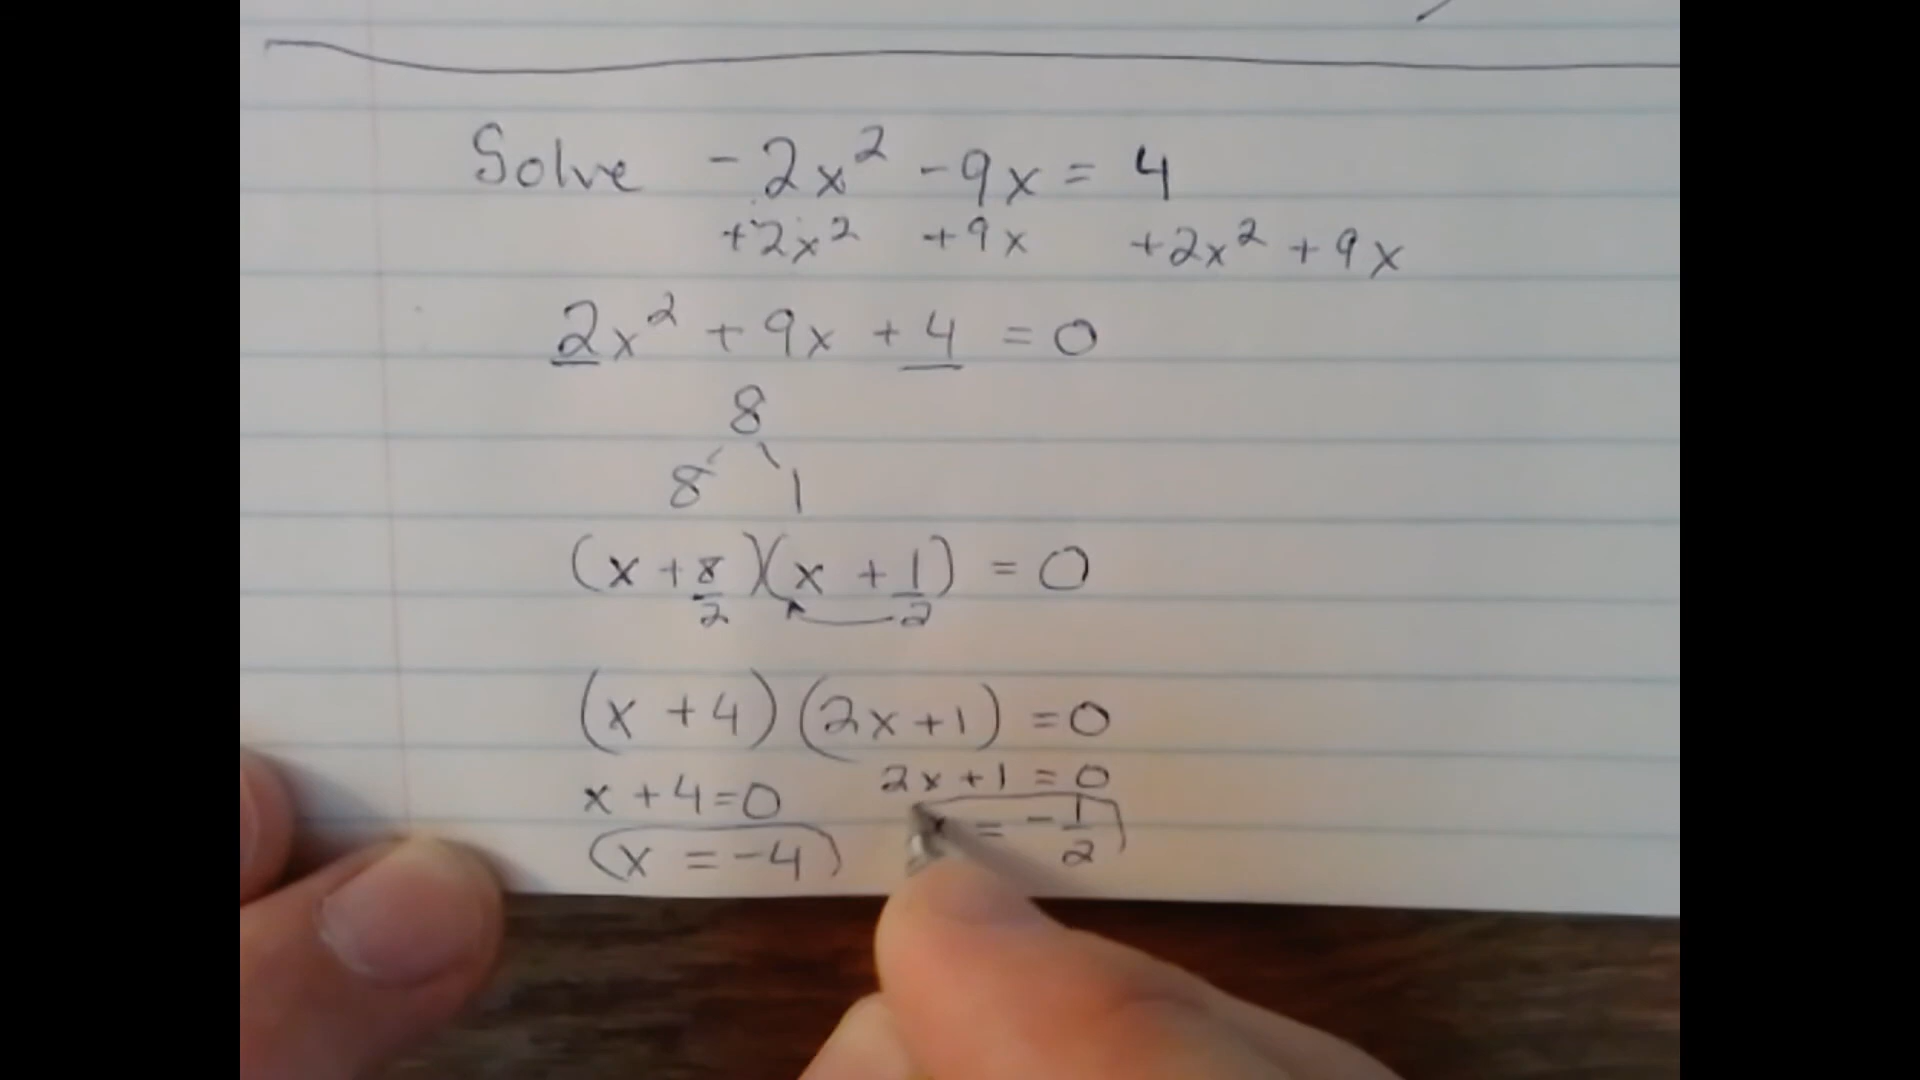 Solve -2x² -9x = 4
+2x² +9x +2x² +9x
2x² + 9x + 4 = 0
8
8 1
(x + 8/2)(x + 1/2) = 0
(x + 4)(2x + 1) = 0
x + 4 = 0 2x + 1 = 0
x = -4 x = -1/2